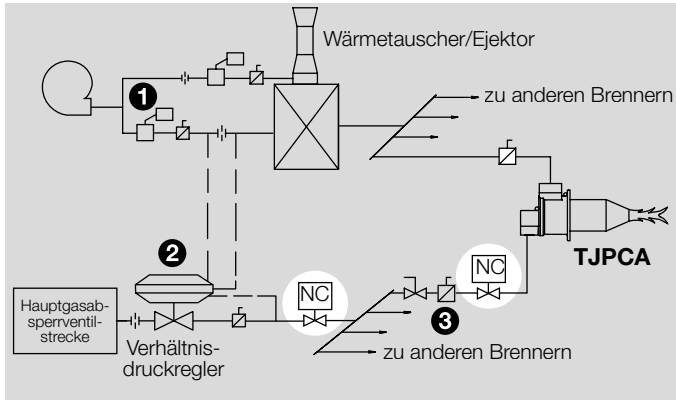 Wärmetauscher/Ejektor
1
zu anderen Brennern
TJPCA
2
NC
NC
Hauptgasab-
sperrventil-
strecke
3
Verhältnis-
druckregler
zu anderen Brennern